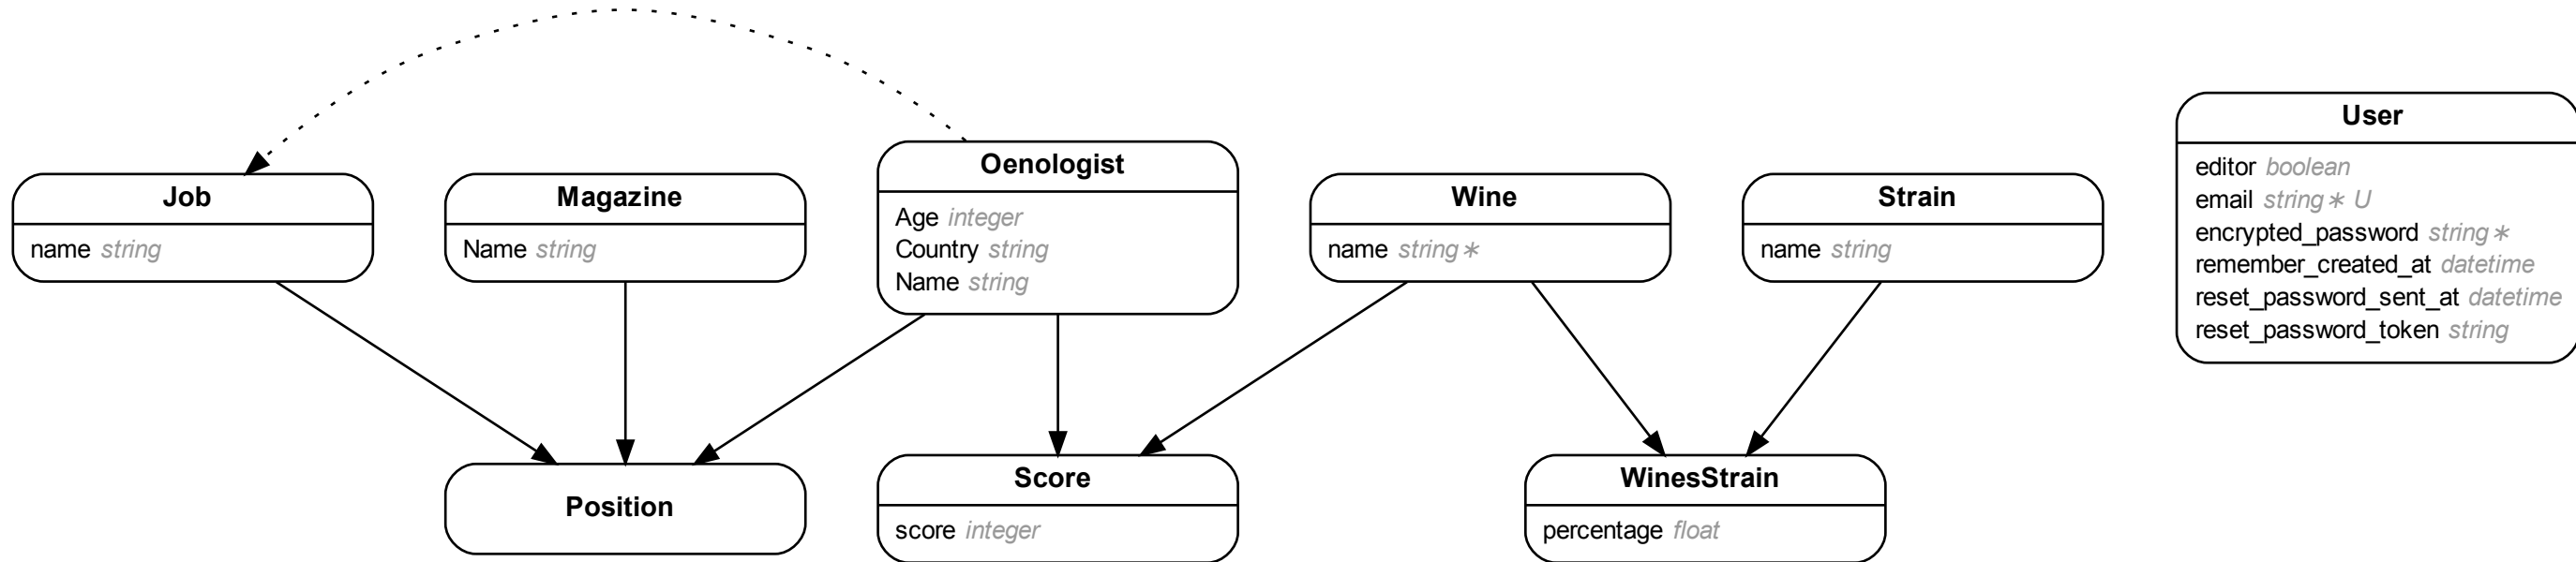 Job
name string
Magazine
Name string
Oenologist
Age integer
Country string
Name string
Wine
name string∗
Strain
name string
User
editor boolean
email string∗ U
encrypted_password string∗
remember_created_at datetime
reset_password_sent_at datetime
reset_password_token string
Position
Score
score integer
WinesStrain
percentage float